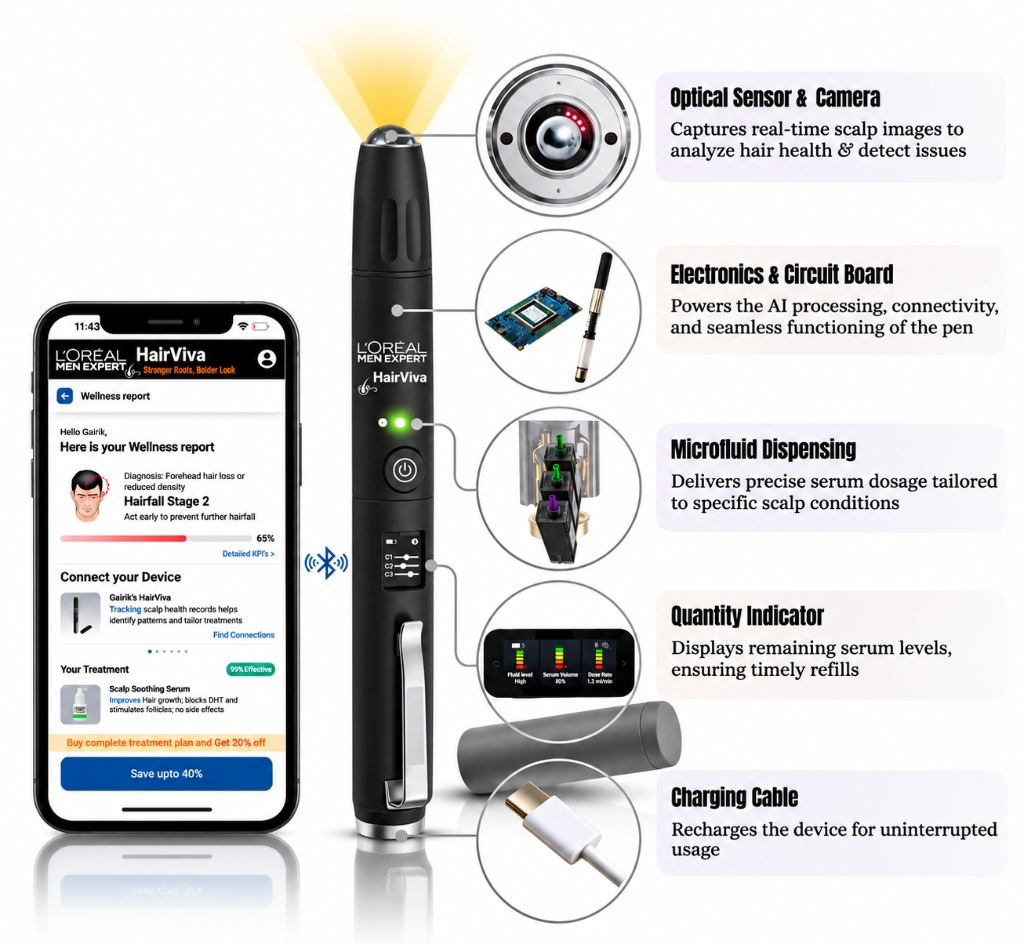 11:43
L'ORÉAL
MEN EXPERT
HairViva
Stronger Roots, Bolder Look
Wellness report
Hello Gairik,
Here is your Wellness report
Diagnosis: Forehead hair loss or
reduced density
Hairfall Stage 2
Act early to prevent further hairfall
65%
Detailed KPI's >
Connect your Device
Gairik's HairViva
Tracking scalp health records helps
identify patterns and tailor treatments
Find Connections
Your Treatment
99% Effective
Scalp Soothing Serum
Improves Hair growth; blocks DHT and
stimulates follicles; no side effects
Buy complete treatment plan and Get 20% off
Save upto 40%
L'ORÉAL
MEN EXPERT
HairViva
C1
C2
C3
Optical Sensor & Camera
Captures real-time scalp images to
analyze hair health & detect issues
Electronics & Circuit Board
Powers the AI processing, connectivity,
and seamless functioning of the pen
Microfluid Dispensing
Delivers precise serum dosage tailored
to specific scalp conditions
Fluid level
High
Serum Volume
80%
Dose Rate
1.2 ml/min
Quantity Indicator
Displays remaining serum levels,
ensuring timely refills
Charging Cable
Recharges the device for uninterrupted
usage